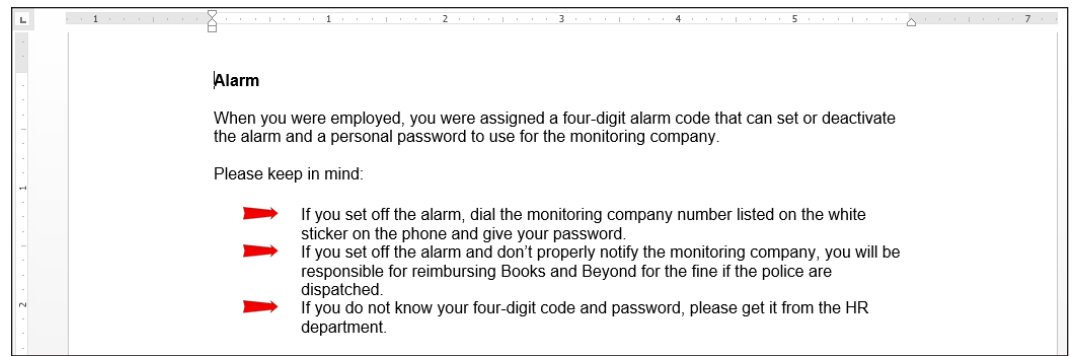 1 1 2 3 4 5 7
Alarm
When you were employed, you were assigned a four-digit alarm code that can set or deactivate
the alarm and a personal password to use for the monitoring company.
Please keep in mind:
1
If you set off the alarm, dial the monitoring company number listed on the white
sticker on the phone and give your password.
If you set off the alarm and don’t properly notify the monitoring company, you will be
responsible for reimbursing Books and Beyond for the fine if the police are
dispatched.
2
If you do not know your four-digit code and password, please get it from the HR
department.